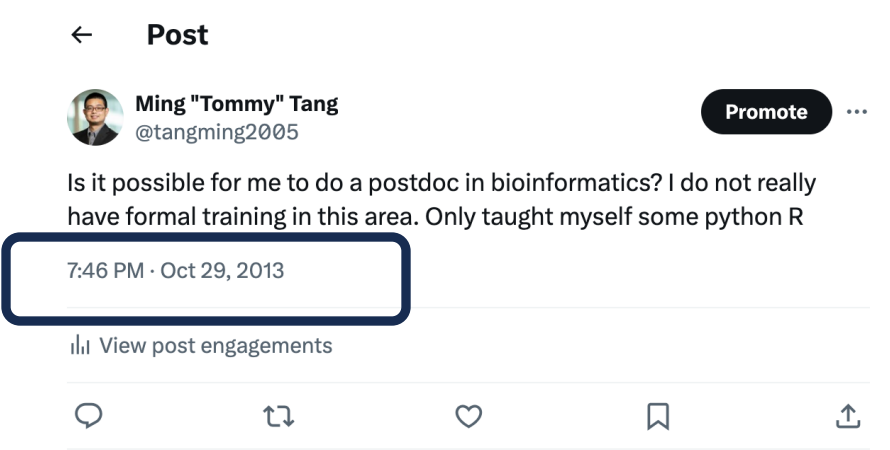 Post
Ming "Tommy" Tang
@tangming2005
Promote
Is it possible for me to do a postdoc in bioinformatics? I do not really
have formal training in this area. Only taught myself some python R
7:46 PM · Oct 29, 2013
View post engagements